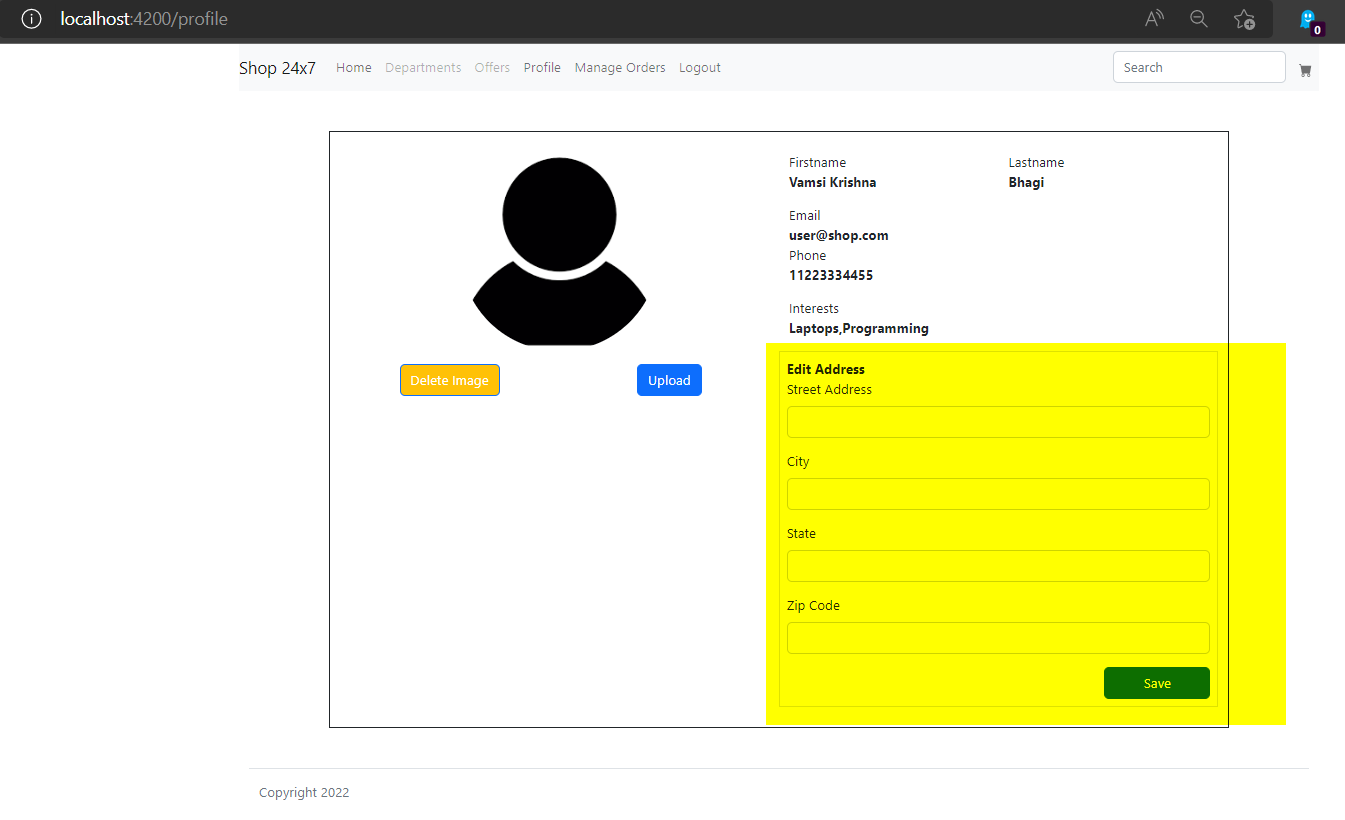 localhost:4200/profile
0
Shop 24x7 Home Departments Offers Profile Manage Orders Logout Search
Firstname Lastname
Vamsi Krishna Bhagi
Email
user@shop.com
Phone
11223334455
Interests
Laptops,Programming
Delete Image Upload
Edit Address
Street Address
City
State
Zip Code
Save
Copyright 2022